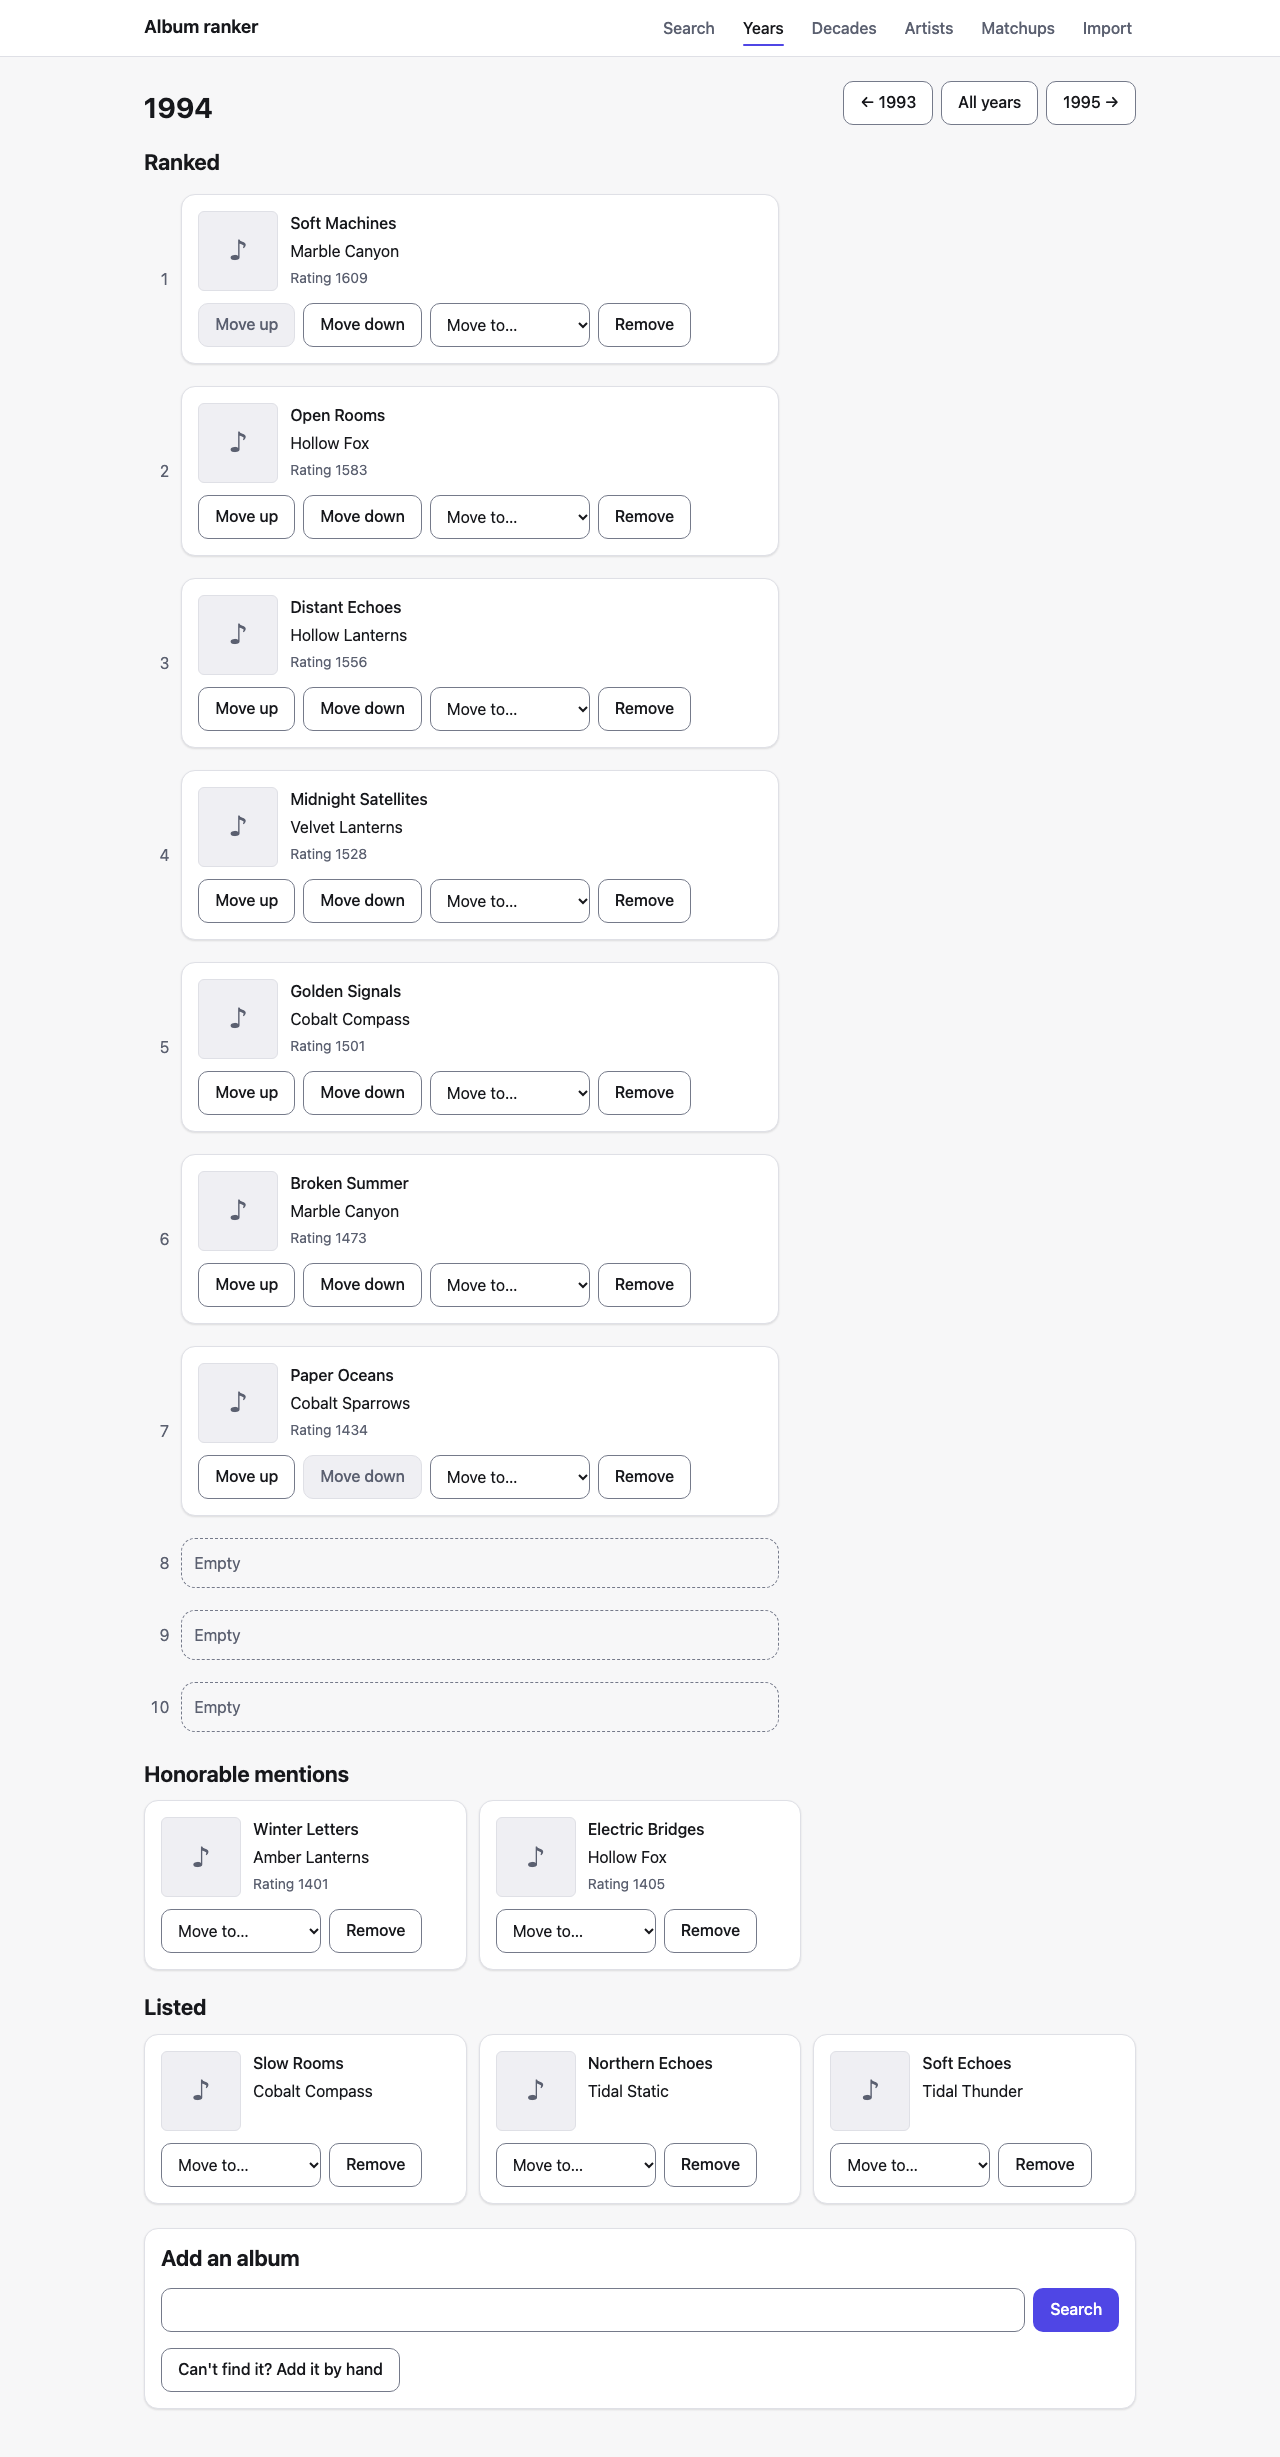 Album ranker
Search Years Decades Artists Matchups Import
1994
← 1993 All years 1995 →
Ranked
1
Soft Machines
Marble Canyon
Rating 1609
Move up Move down Move to... Remove
2
Open Rooms
Hollow Fox
Rating 1583
Move up Move down Move to... Remove
3
Distant Echoes
Hollow Lanterns
Rating 1556
Move up Move down Move to... Remove
4
Midnight Satellites
Velvet Lanterns
Rating 1528
Move up Move down Move to... Remove
5
Golden Signals
Cobalt Compass
Rating 1501
Move up Move down Move to... Remove
6
Broken Summer
Marble Canyon
Rating 1473
Move up Move down Move to... Remove
7
Paper Oceans
Cobalt Sparrows
Rating 1434
Move up Move down Move to... Remove
8 Empty
9 Empty
10 Empty
Honorable mentions
Winter Letters
Amber Lanterns
Rating 1401
Move to... Remove
Electric Bridges
Hollow Fox
Rating 1405
Move to... Remove
Listed
Slow Rooms
Cobalt Compass
Move to... Remove
Northern Echoes
Tidal Static
Move to... Remove
Soft Echoes
Tidal Thunder
Move to... Remove
Add an album
Search
Can't find it? Add it by hand